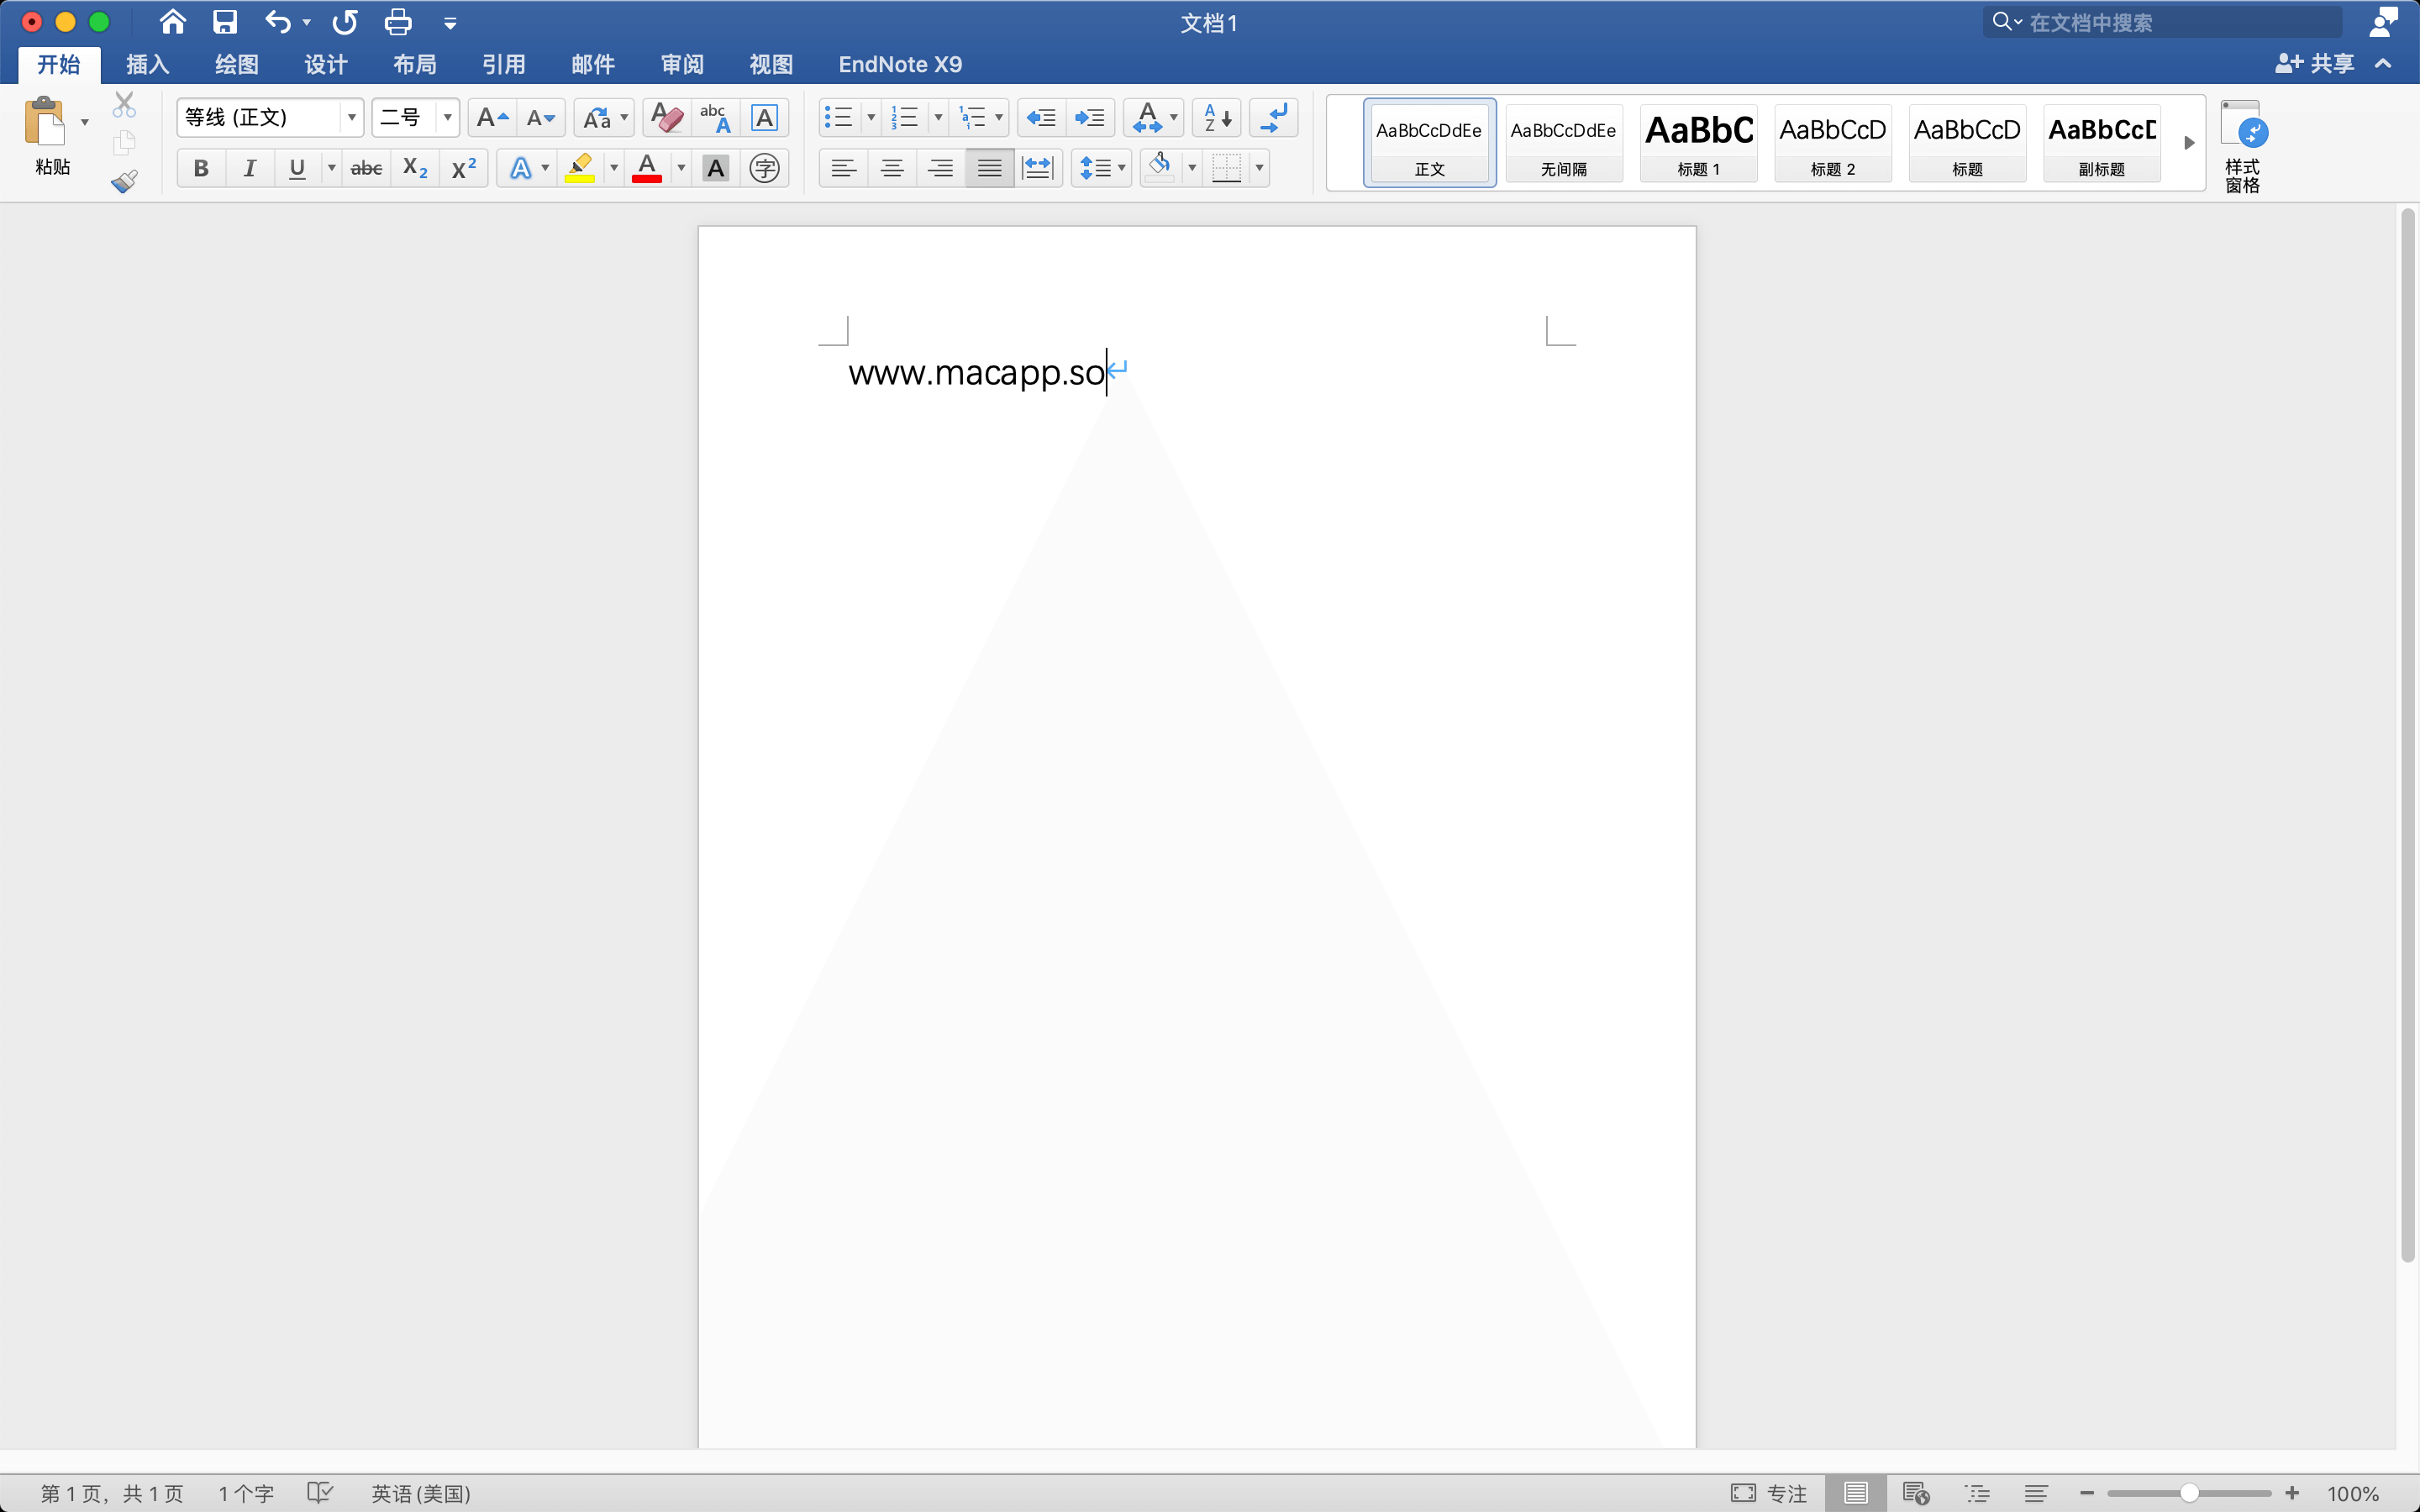 文档1
在文档中搜索
开始 插入 绘图 设计 布局 引用 邮件 审阅 视图 EndNote X9 共享
粘贴
等线 (正文) 二号
AaBbCcDdEe AaBbCcDdEe AaBbC AaBbCcD AaBbCcD AaBbCcD
正文 无间隔 标题 1 标题 2 标题 副标题
样式
窗格
www.macapp.so
第 1 页，共 1 页 1 个字 英语 (美国) 专注 100%